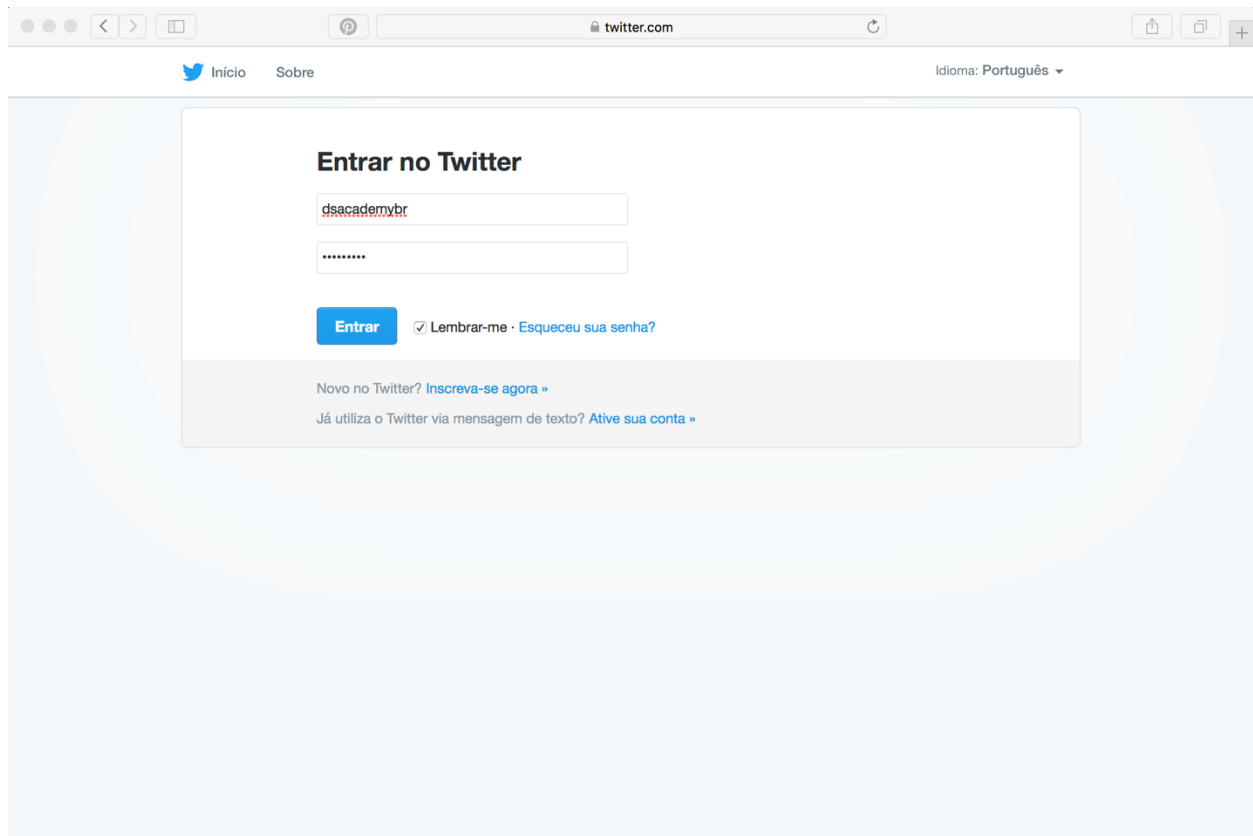 twitter.com
Início Sobre Idioma: Português
Entrar no Twitter
dsacademybr
•••••••••
Entrar Lembrar-me · Esqueceu sua senha?
Novo no Twitter? Inscreva-se agora »
Já utiliza o Twitter via mensagem de texto? Ative sua conta »